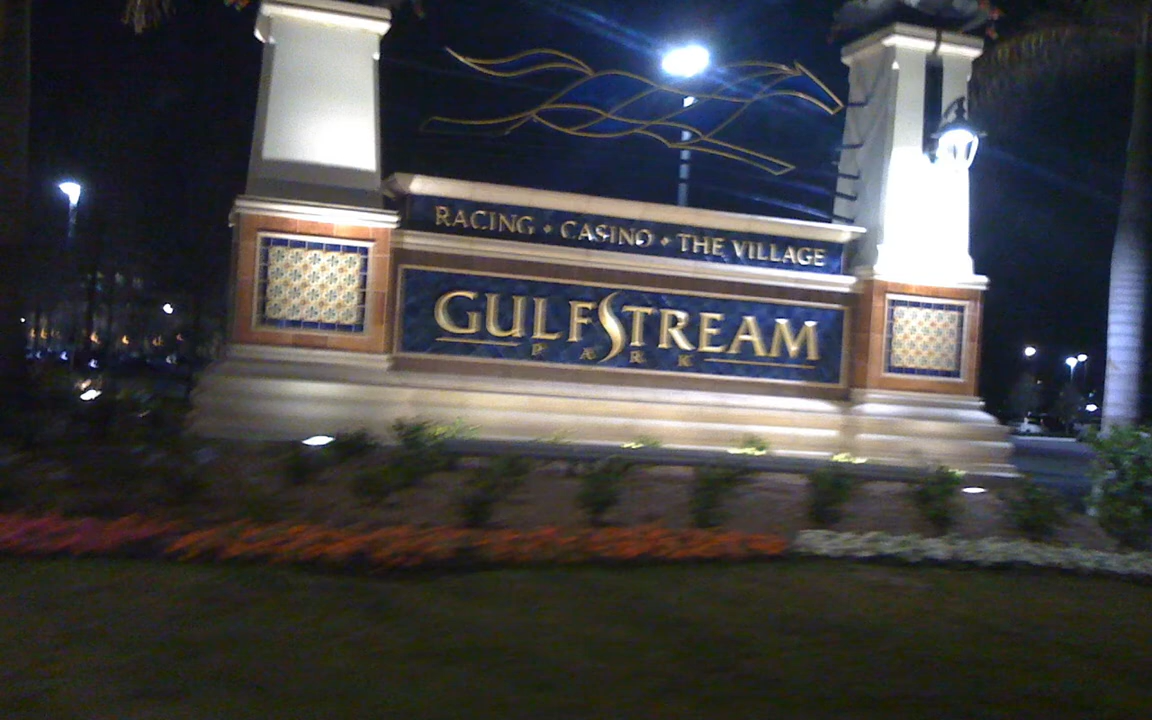 RACING • CASINO • THE VILLAGE
GULFSTREAM
PARK